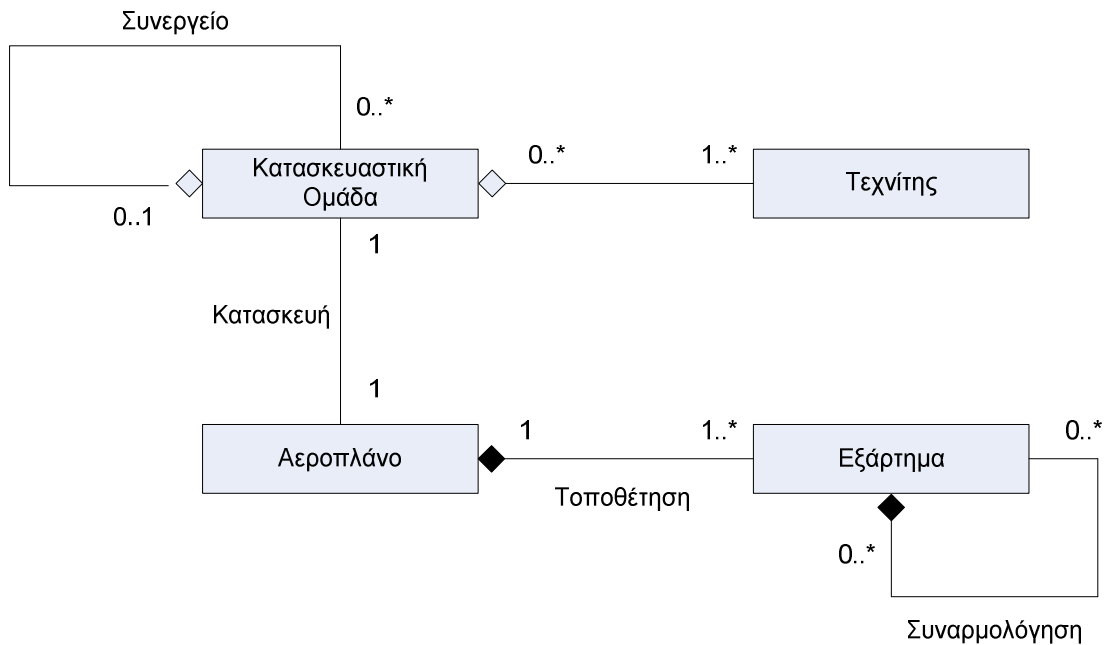 Συνεργείο
0..*
Κατασκευαστική
Ομάδα
0..*
1..*
Τεχνίτης
0..1
1
Κατασκευή
1
Αεροπλάνο
1
1..*
Εξάρτημα
0..*
Τοποθέτηση
0..*
Συναρμολόγηση